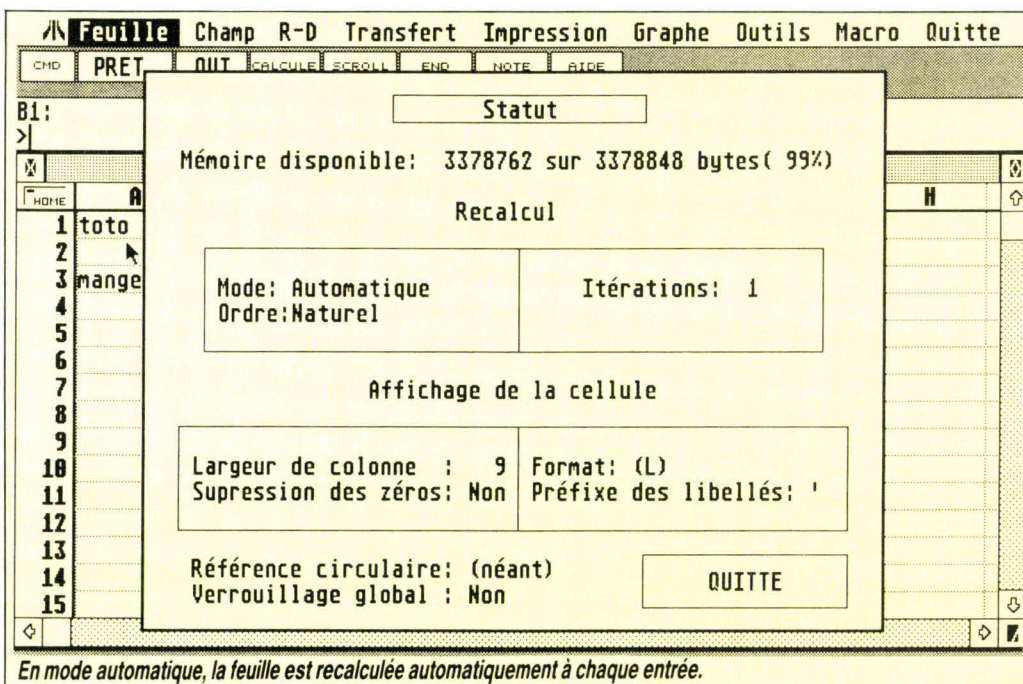 Feuille Champ R-D Transfert Impression Graphe Outils Macro Quitte
CMD PRET OUT CALCULE SCROLL END NOTE AIDE
B1:
>
Statut
Mémoire disponible: 3378762 sur 3378848 bytes( 99%)
HOME A H
Recalcul
1 toto
2
3 mange
4
5
6
7
8
9
10
11
12
13
14
15
Mode: Automatique
Ordre:Naturel
Itérations: 1
Affichage de la cellule
Largeur de colonne : 9
Supression des zéros: Non
Format: (L)
Préfixe des libellés: '
Référence circulaire: (néant)
Verrouillage global : Non
QUITTE
En mode automatique, la feuille est recalculée automatiquement à chaque entrée.